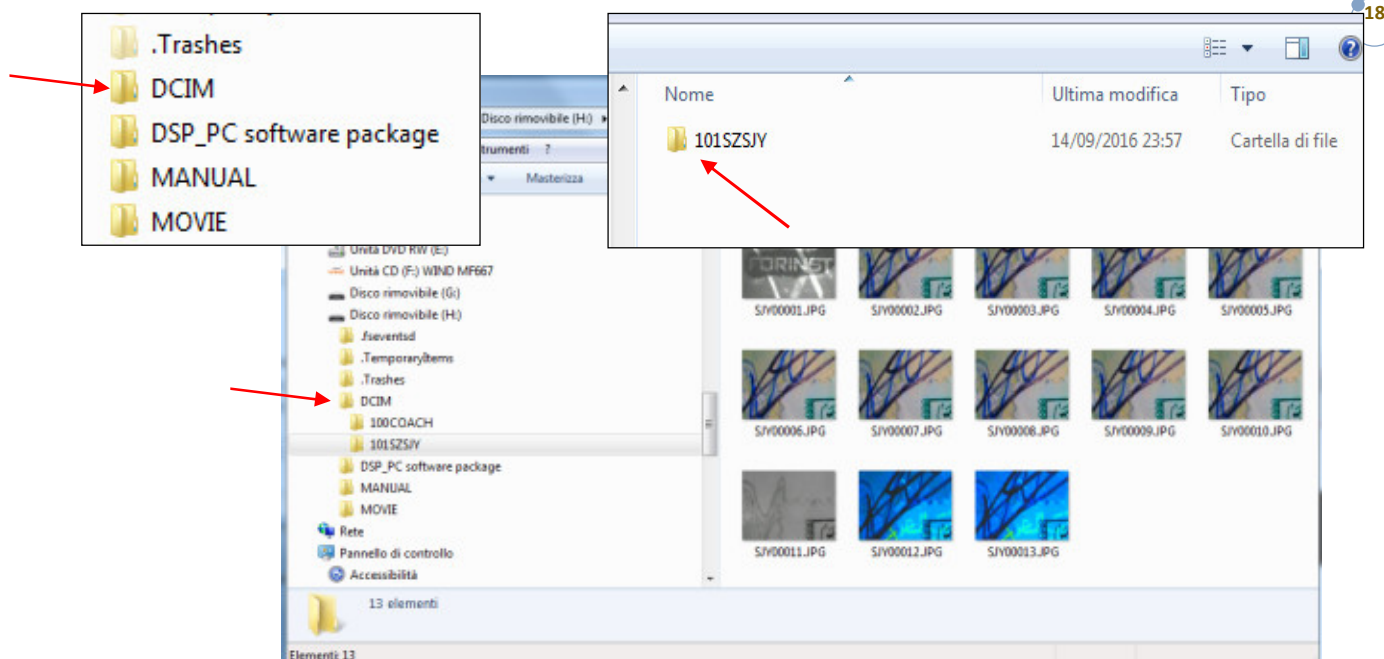 18
.Trashes
DCIM
DSP_PC software package
MANUAL
MOVIE
Nome Ultima modifica Tipo
101SZSJY 14/09/2016 23:57 Cartella di file
Disco rimovibile (H:)
trumenti ?
Masterizza
Unità DVD RW (E:)
Unità CD (F:) WIND MF667
Disco rimovibile (G:)
Disco rimovibile (H:)
.fseventsd
.TemporaryItems
.Trashes
DCIM
100COACH
101SZSJY
DSP_PC software package
MANUAL
MOVIE
Rete
Pannello di controllo
Accessibilità
SJY00001.JPG SJY00002.JPG SJY00003.JPG SJY00004.JPG SJY00005.JPG
SJY00006.JPG SJY00007.JPG SJY00008.JPG SJY00009.JPG SJY00010.JPG
SJY00011.JPG SJY00012.JPG SJY00013.JPG
13 elementi
Elementi: 13